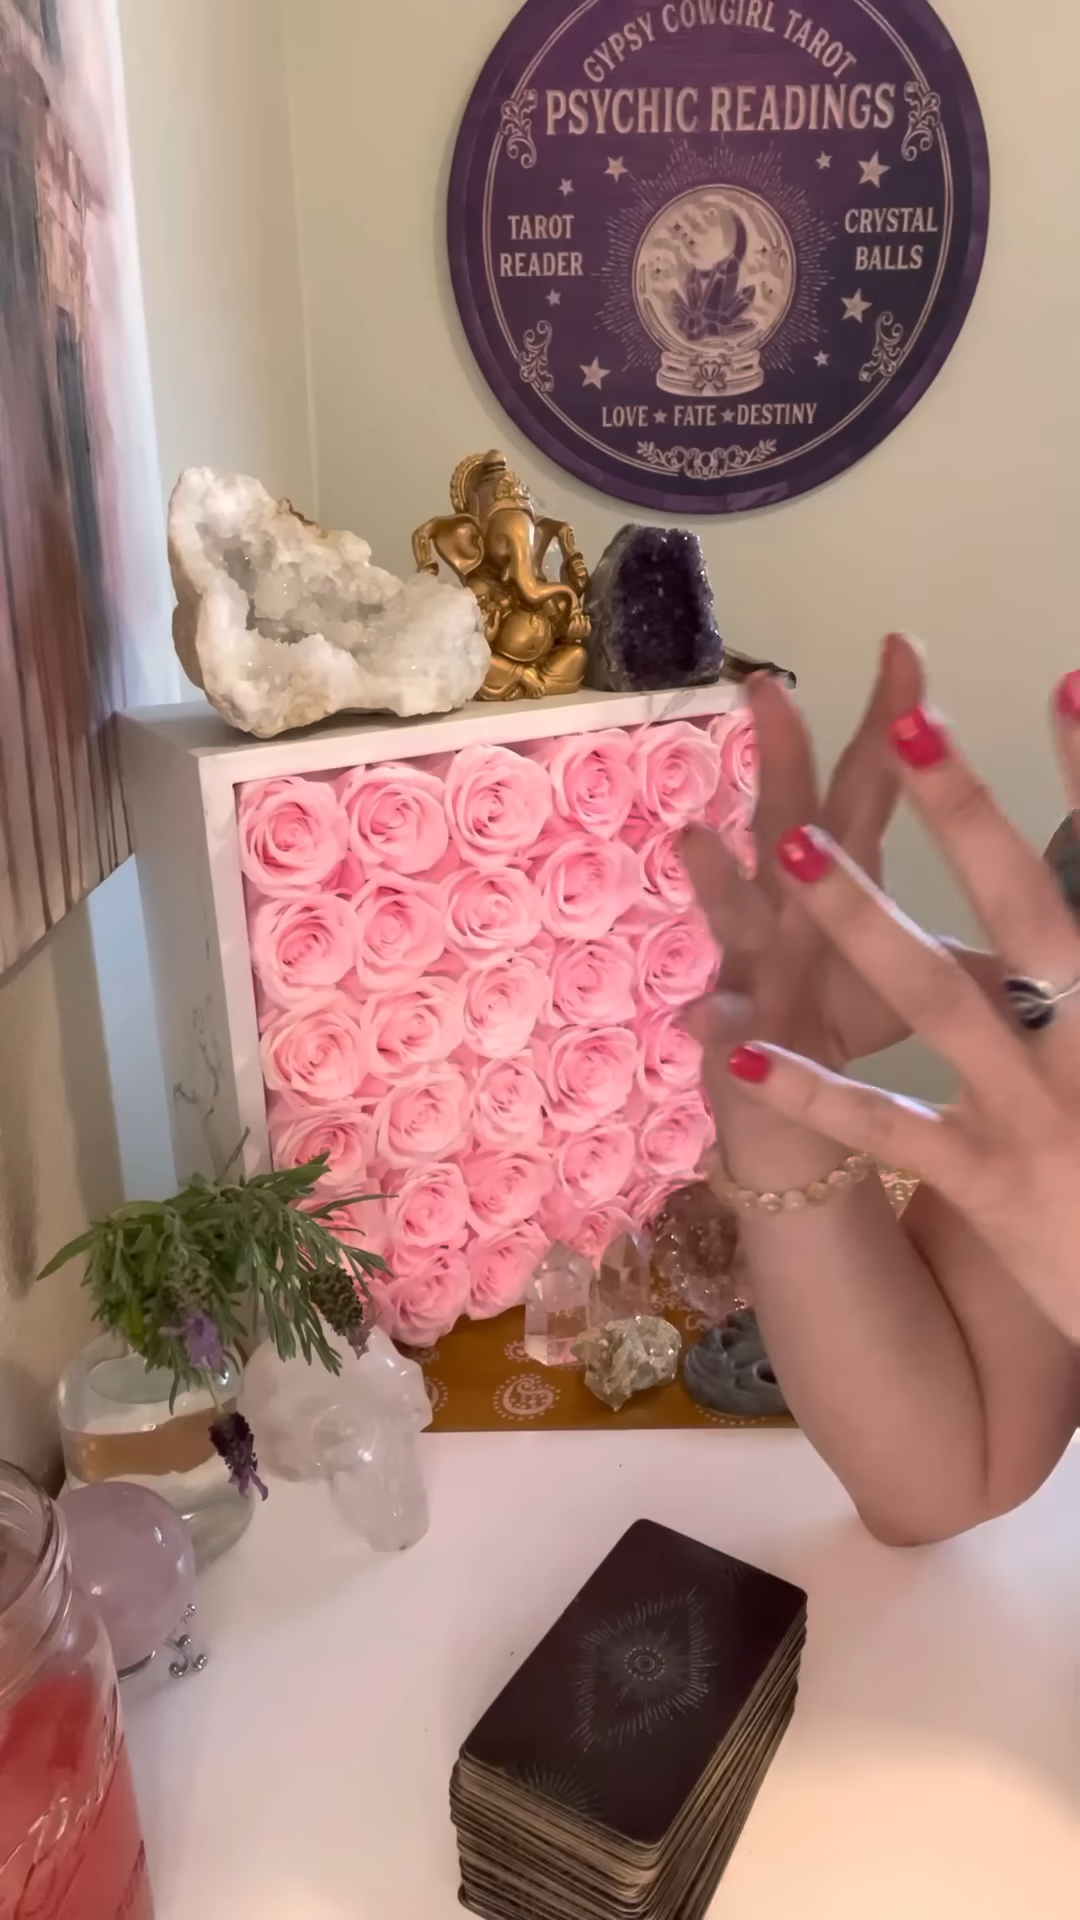 GYPSY COWGIRL TAROT
PSYCHIC READINGS
TAROT
READER
CRYSTAL
BALLS
LOVE ★ FATE ★ DESTINY